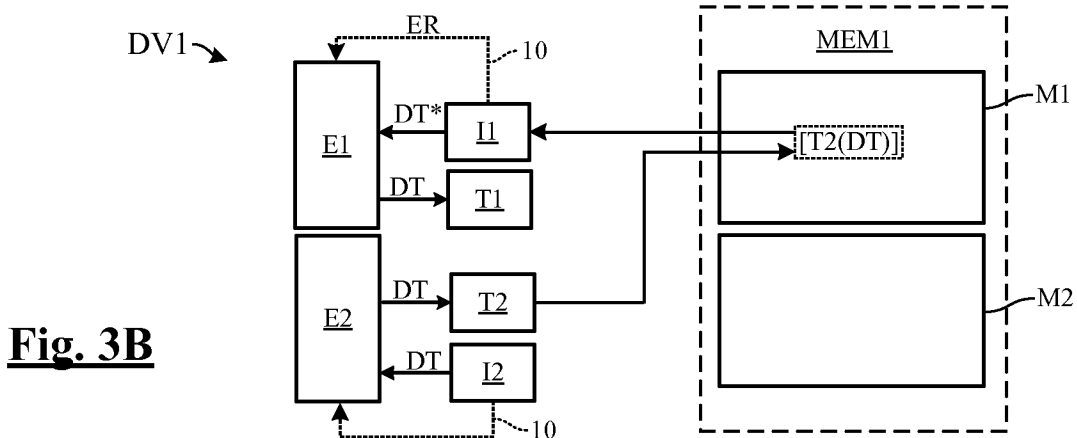 ER
DV1
10
MEM1
M1
DT*
I1
[T2(DT)]
E1
DT
T1
DT
T2
E2
M2
Fig. 3B
DT
I2
10